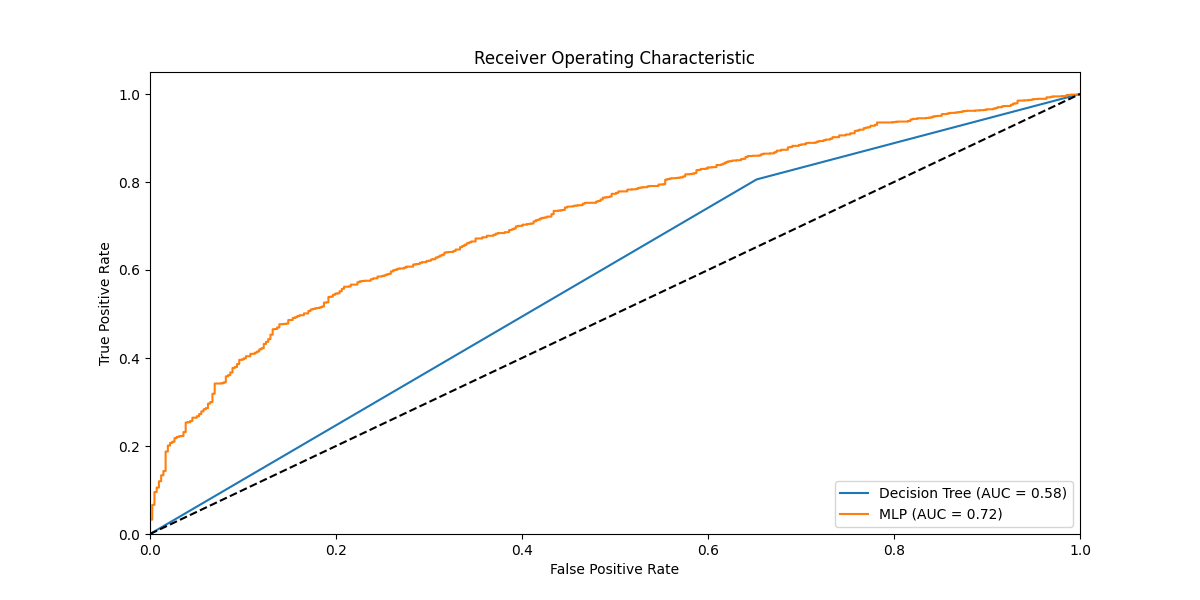 Receiver Operating Characteristic
True Positive Rate
1.0
0.8
0.6
0.4
0.2
0.0
0.0 0.2 0.4 0.6 0.8 1.0
False Positive Rate
Decision Tree (AUC = 0.58)
MLP (AUC = 0.72)